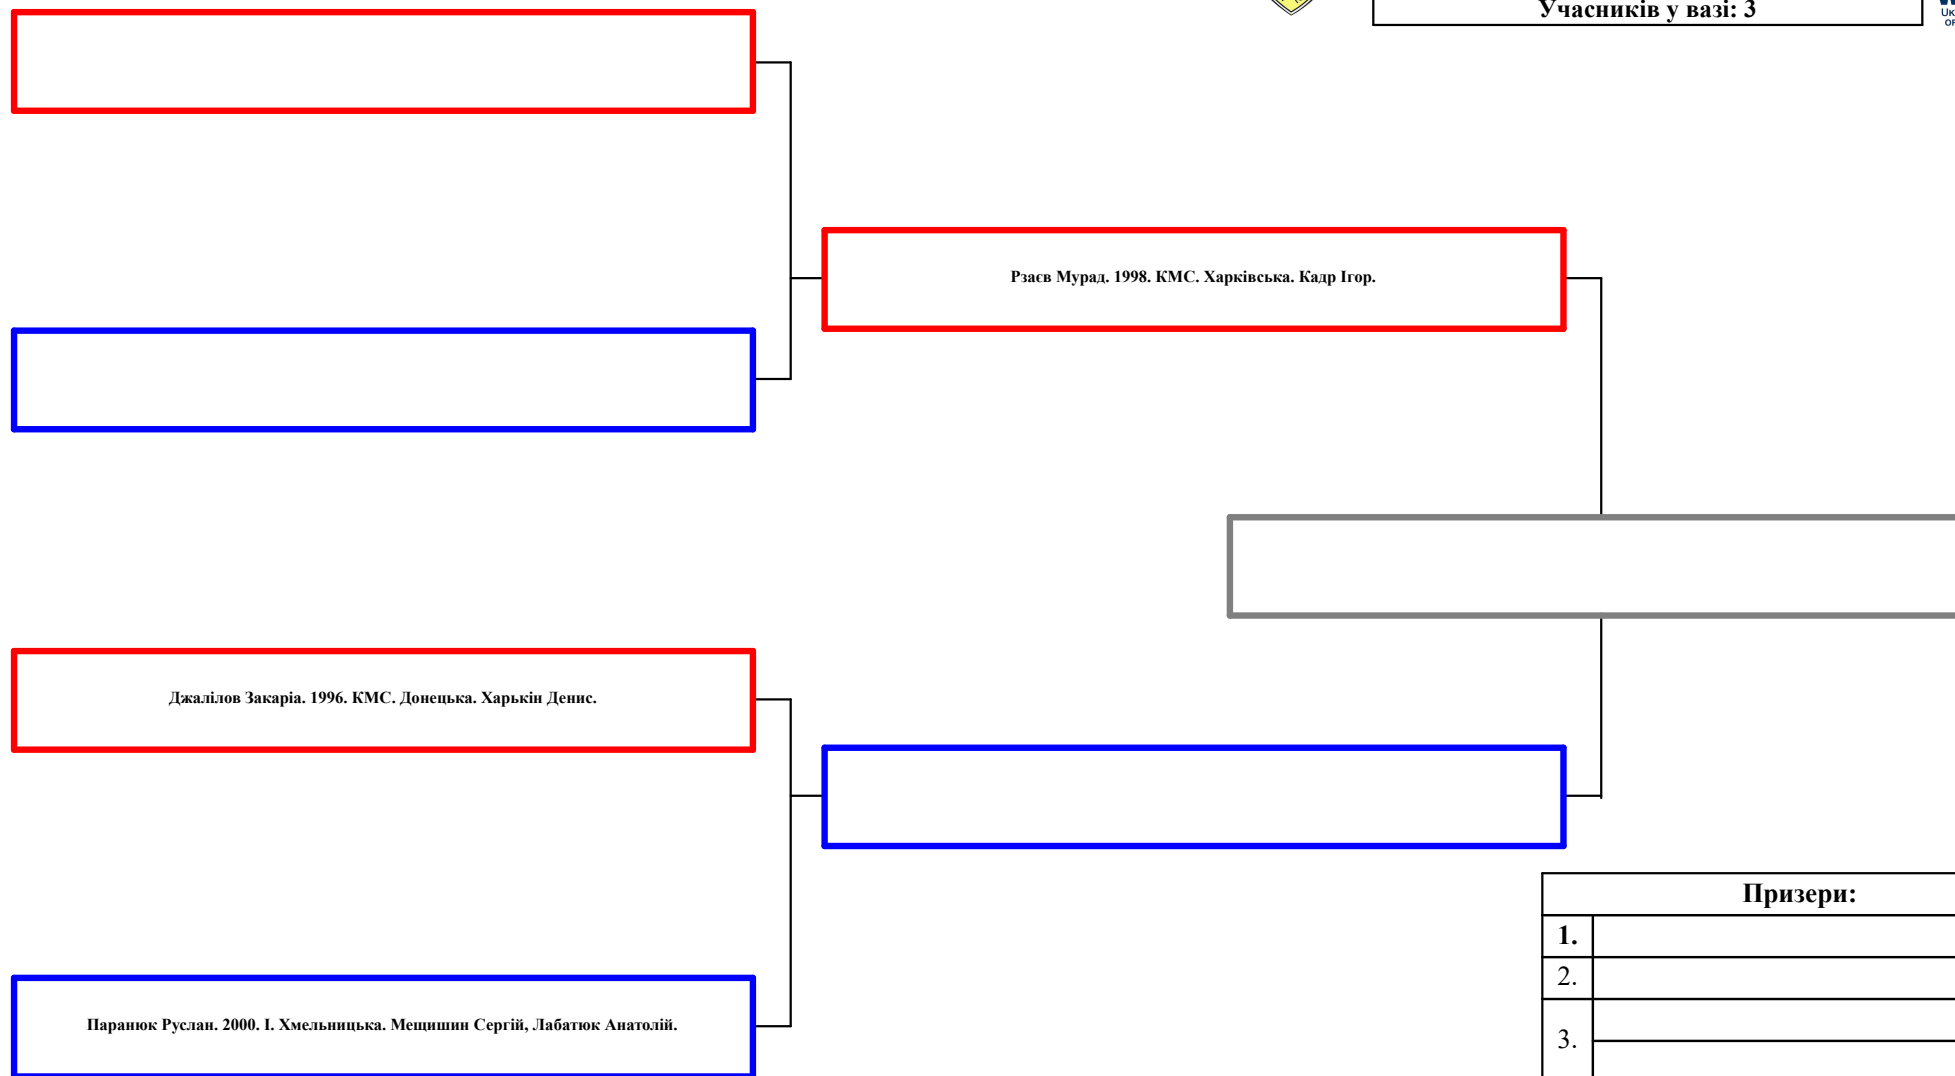 Учасників у вазі: 3
Рзаєв Мурад. 1998. КМС. Харківська. Кадр Ігор.
Джалілов Закаріа. 1996. КМС. Донецька. Харькін Денис.
Паранюк Руслан. 2000. І. Хмельницька. Мещишин Сергій, Лабатюк Анатолій.
Призери:
1.
2.
3.